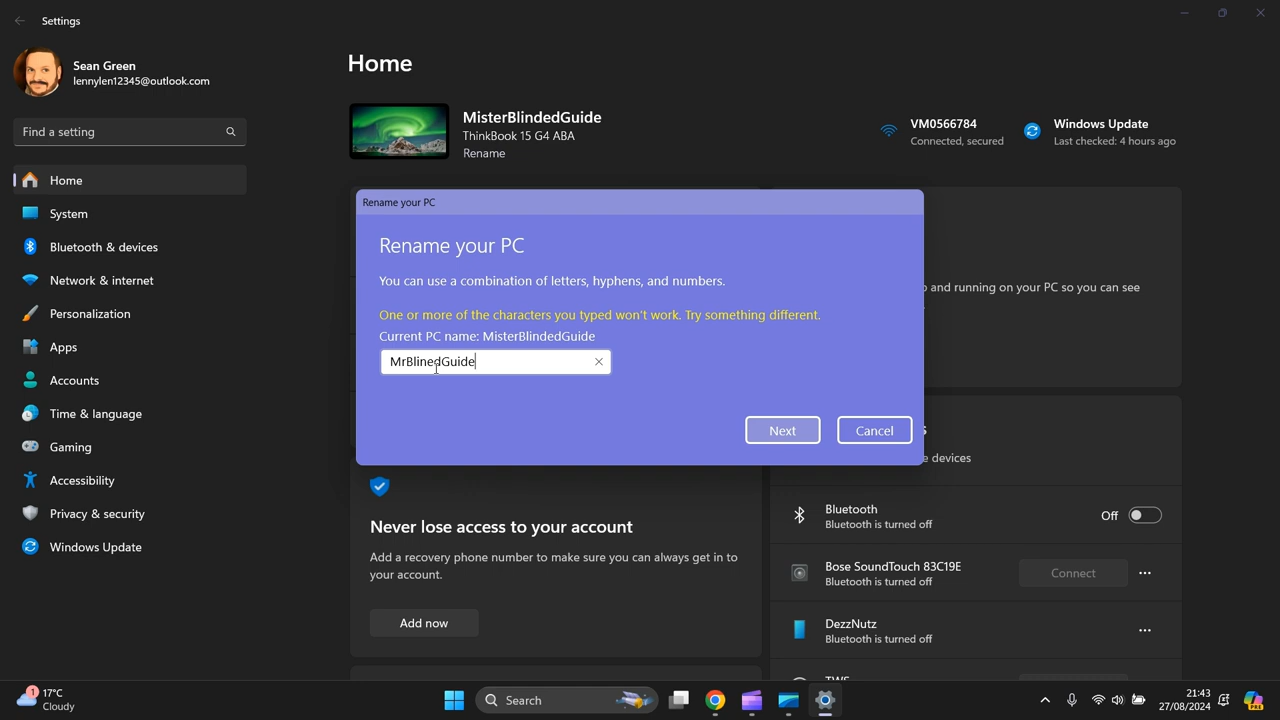 Settings
Sean Green
lennylen12345@outlook.com
Find a setting
Home
System
Bluetooth & devices
Network & internet
Personalization
Apps
Accounts
Time & language
Gaming
Accessibility
Privacy & security
Windows Update
Home
MisterBlindedGuide
ThinkBook 15 G4 ABA
Rename
VM0566784
Connected, secured
Windows Update
Last checked: 4 hours ago
Rename your PC
Rename your PC
You can use a combination of letters, hyphens, and numbers.
One or more of the characters you typed won't work. Try something different.
Current PC name: MisterBlindedGuide
MrBlinedGuide
Next
Cancel
and running on your PC so you can see
devices
Never lose access to your account
Add a recovery phone number to make sure you can always get in to
your account.
Add now
Bluetooth
Bluetooth is turned off
Off
Bose SoundTouch 83C19E
Bluetooth is turned off
Connect
DezzNutz
Bluetooth is turned off
1
17°C
Cloudy
Search
21:43
27/08/2024
PRE